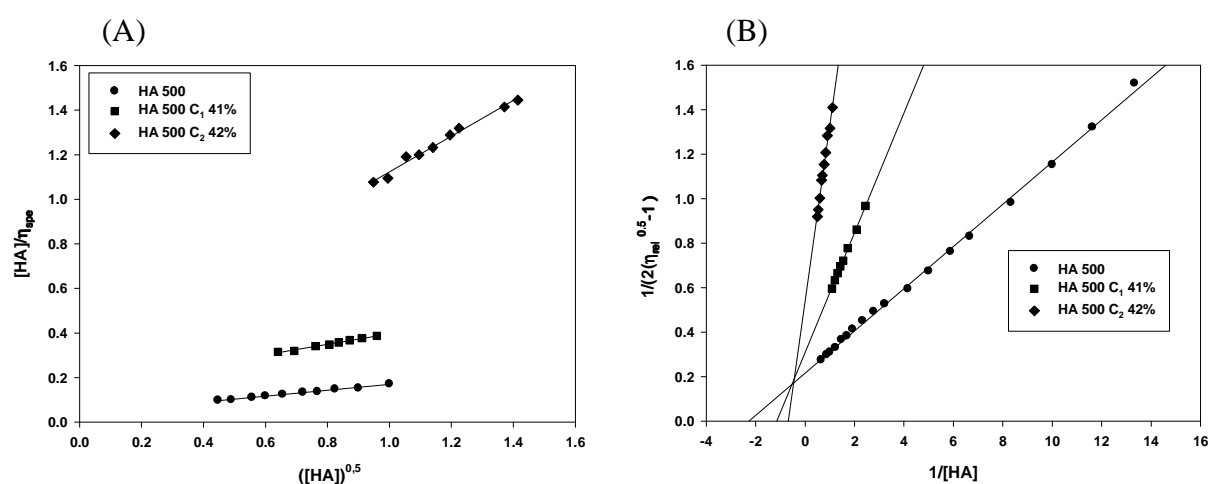 (A)
[HA]/ηspe
1.6
1.4
1.2
1.0
0.8
0.6
0.4
0.2
0.0
HA 500
HA 500 C1 41%
HA 500 C2 42%
0.0 0.2 0.4 0.6 0.8 1.0 1.2 1.4 1.6
([HA])0,5
(B)
1/(2(ηrel0.5-1)
1.6
1.4
1.2
1.0
0.8
0.6
0.4
0.2
0.0
HA 500
HA 500 C1 41%
HA 500 C2 42%
-4 -2 0 2 4 6 8 10 12 14 16
1/[HA]